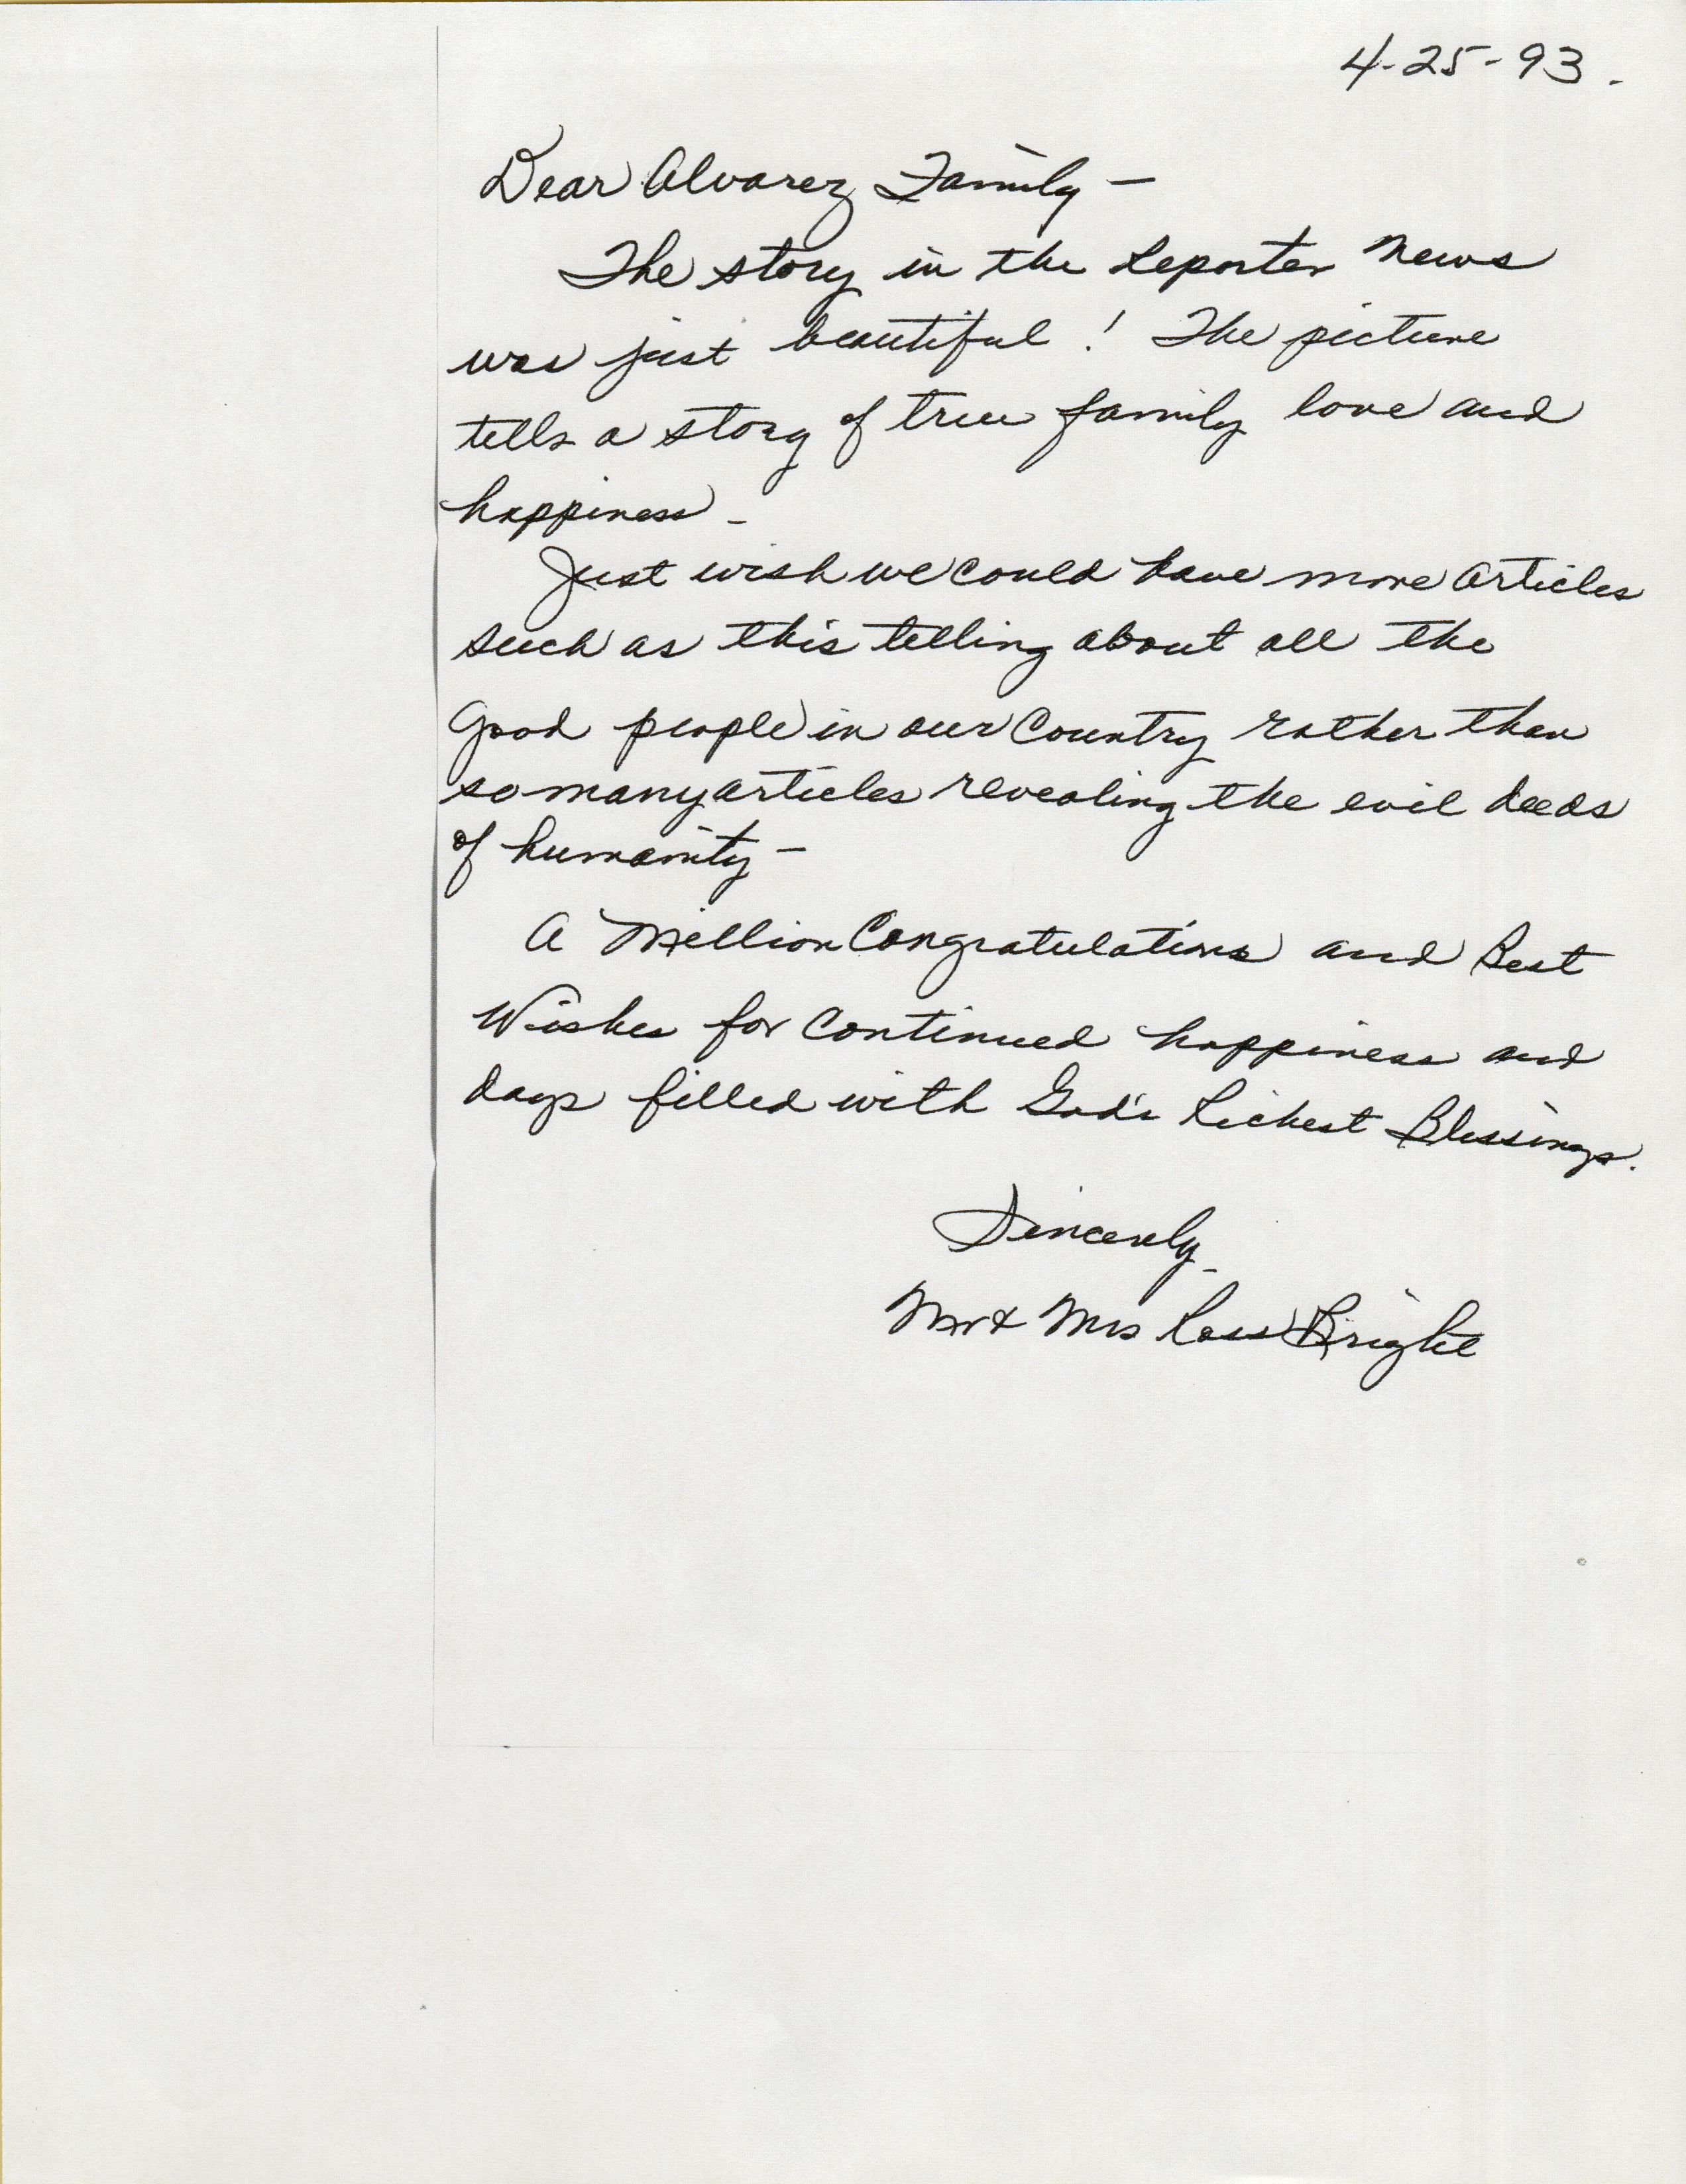 4-25-93.
Dear Alvarez Family —
The story in the Reporter News
was just beautiful! The picture
tells a story of true family love and
happiness -
Just wish we could have more articles
such as this telling about all the
Good people in our Country rather than
so many articles revealing the evil deeds
of humanity -
A Million Congratulations and Best
Wishes for Continued happiness and
days filled with God's Richest Blessings.
Sincerely -
Mr & Mrs Ross Bright